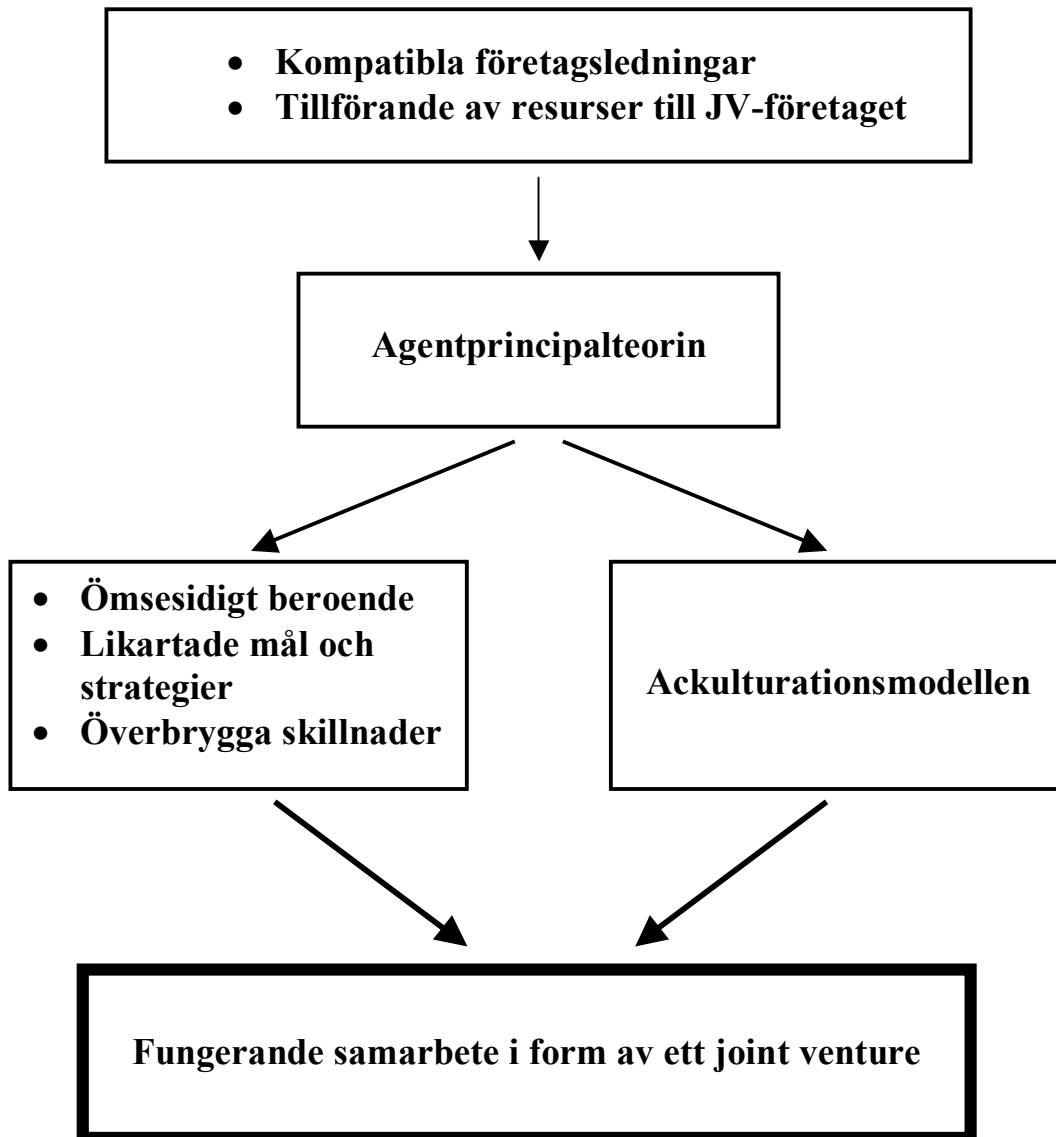 • Kompatibla företagsledningar
• Tillförande av resurser till JV-företaget
Agentprincipalteorin
• Ömsesidigt beroende
• Likartade mål och
strategier
• Överbrygga skillnader
Ackulturationsmodellen
Fungerande samarbete i form av ett joint venture